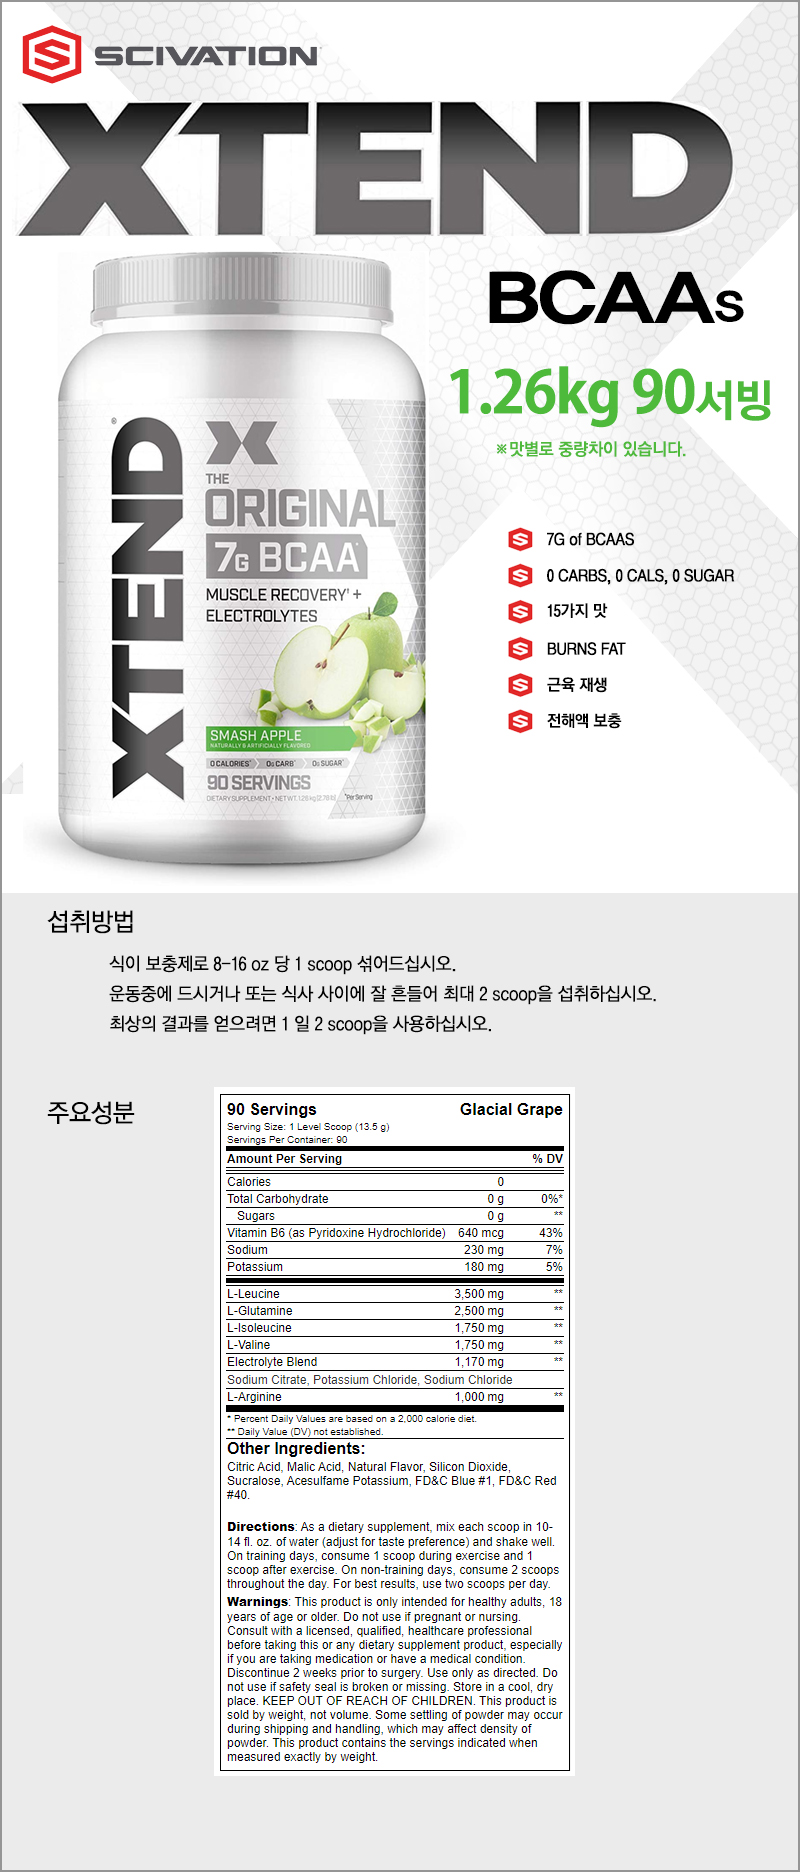 SCIVATION
XTEND
BCAAs
1.26kg 90서빙
※맛별로 중량차이 있습니다.
XTEND®
X
THE
ORIGINAL
7G BCAA*
MUSCLE RECOVERY† +
ELECTROLYTES
SMASH APPLE
NATURALLY & ARTIFICIALLY FLAVORED
0 CALORIES* 0G CARB* 0G SUGAR*
90 SERVINGS
DIETARY SUPPLEMENT • NET WT. 1.26 kg (2.78 lb) *Per Serving
7G of BCAAS
0 CARBS, 0 CALS, 0 SUGAR
15가지 맛
BURNS FAT
근육 재생
전해액 보충
섭취방법
식이 보충제로 8-16 oz 당 1 scoop 섞어드십시오.
운동중에 드시거나 또는 식사 사이에 잘 흔들어 최대 2 scoop을 섭취하십시오.
최상의 결과를 얻으려면 1 일 2 scoop을 사용하십시오.
주요성분
90 Servings Glacial Grape
Serving Size: 1 Level Scoop (13.5 g)
Servings Per Container: 90
Amount Per Serving % DV
Calories 0
Total Carbohydrate 0 g 0%*
Sugars 0 g **
Vitamin B6 (as Pyridoxine Hydrochloride) 640 mcg 43%
Sodium 230 mg 7%
Potassium 180 mg 5%
L-Leucine 3,500 mg **
L-Glutamine 2,500 mg **
L-Isoleucine 1,750 mg **
L-Valine 1,750 mg **
Electrolyte Blend 1,170 mg **
Sodium Citrate, Potassium Chloride, Sodium Chloride
L-Arginine 1,000 mg **
* Percent Daily Values are based on a 2,000 calorie diet.
** Daily Value (DV) not established.
Other Ingredients:
Citric Acid, Malic Acid, Natural Flavor, Silicon Dioxide,
Sucralose, Acesulfame Potassium, FD&C Blue #1, FD&C Red
#40.
Directions: As a dietary supplement, mix each scoop in 10-
14 fl. oz. of water (adjust for taste preference) and shake well.
On training days, consume 1 scoop during exercise and 1
scoop after exercise. On non-training days, consume 2 scoops
throughout the day. For best results, use two scoops per day.
Warnings: This product is only intended for healthy adults, 18
years of age or older. Do not use if pregnant or nursing.
Consult with a licensed, qualified, healthcare professional
before taking this or any dietary supplement product, especially
if you are taking medication or have a medical condition.
Discontinue 2 weeks prior to surgery. Use only as directed. Do
not use if safety seal is broken or missing. Store in a cool, dry
place. KEEP OUT OF REACH OF CHILDREN. This product is
sold by weight, not volume. Some settling of powder may occur
during shipping and handling, which may affect density of
powder. This product contains the servings indicated when
measured exactly by weight.